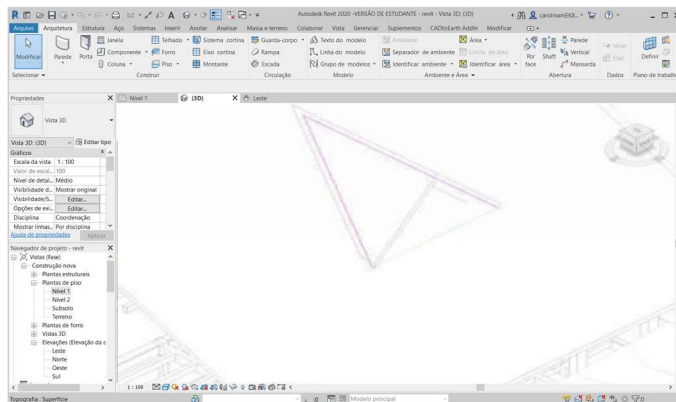 Autodesk Revit 2020 -VERSÃO DE ESTUDANTE - revit - Vista 3D: {3D}
carolinamEKB...
Arquivo Arquitetura Estrutura Aço Sistemas Inserir Anotar Analisar Massa e terreno Colaborar Vista Gerenciar Suplementos CADtoEarth AddIn Modificar
Modificar
Parede
Porta
Janela
Componente
Coluna
Telhado
Forro
Piso
Sistema cortina
Eixo cortina
Montante
Guarda-corpo
Rampa
Escada
Texto do modelo
Linha do modelo
Grupo de modelos
Ambiente
Separador de ambiente
Identificar ambiente
Área
Limite de área
Identificar área
Por face
Shaft
Parede
Vertical
Mansarda
Nível
Eixo
Definir
Selecionar Construir Circulação Modelo Ambiente e Área Abertura Dados Plano de trabalh
Propriedades
Vista 3D
Vista 3D: {3D} Editar tipo
Gráficos
Escala da vista 1 : 100
Valor de escal... 100
Nível de detal... Médio
Visibilidade d... Mostrar original
Visibilidade/S... Editar...
Opções de exi... Editar...
Disciplina Coordenação
Mostrar linhas... Por disciplina
Ajuda de propriedades Aplicar
Navegador de projeto - revit
Vistas (fase)
Construção nova
Plantas estruturais
Plantas de piso
Nível 1
Nível 2
Subsolo
Terreno
Plantas de forro
Vistas 3D
Elevações (Elevação da c
Leste
Norte
Oeste
Sul
Nível 1 {3D} Leste
1 : 100
Topografia : Superfície
:0
Modelo principal
:0